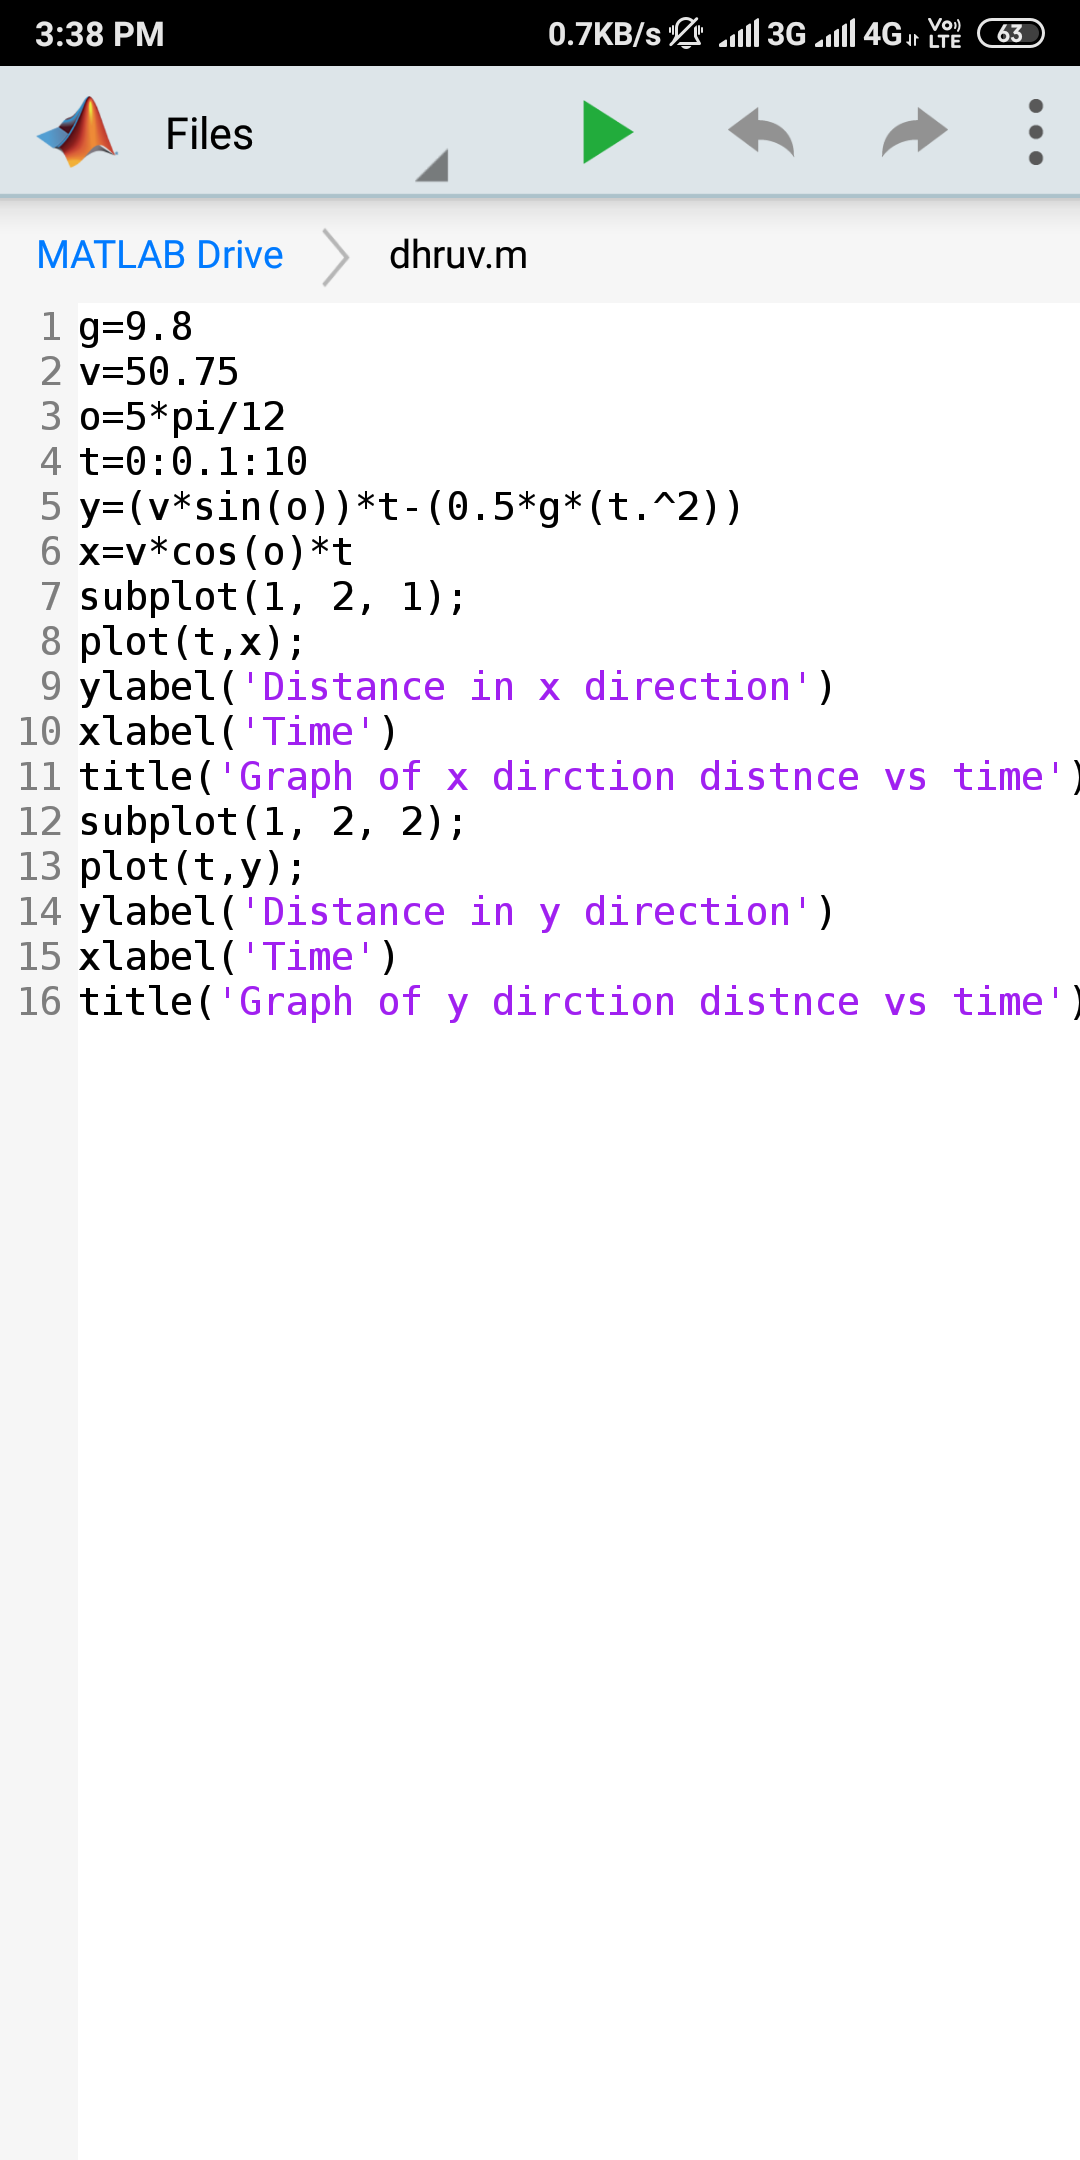 3:38 PM 0.7KB/s 3G 4G Vo)) LTE 63
Files
MATLAB Drive dhruv.m
1 g=9.8
2 v=50.75
3 o=5*pi/12
4 t=0:0.1:10
5 y=(v*sin(o))*t-(0.5*g*(t.^2))
6 x=v*cos(o)*t
7 subplot(1, 2, 1);
8 plot(t,x);
9 ylabel('Distance in x direction')
10 xlabel('Time')
11 title('Graph of x dirction distnce vs time')
12 subplot(1, 2, 2);
13 plot(t,y);
14 ylabel('Distance in y direction')
15 xlabel('Time')
16 title('Graph of y dirction distnce vs time')